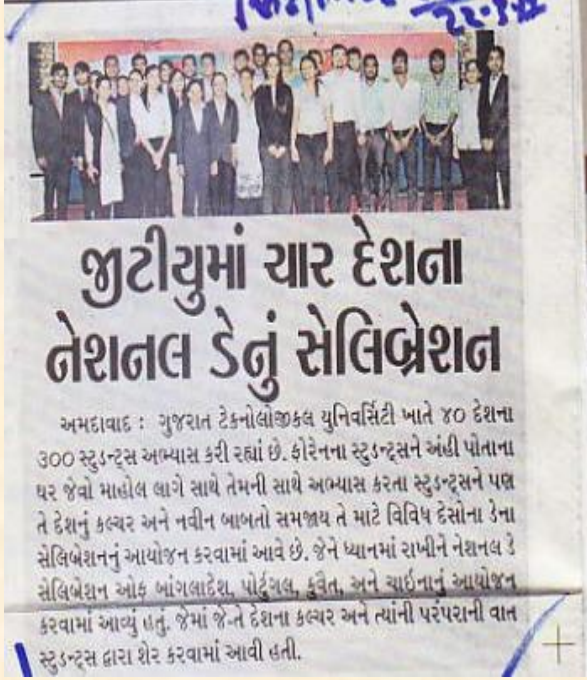 22-3-
જીટીયુમાં ચાર દેશના
નેશનલ ડેનું સેલિબ્રેશન
અમદાવાદ : ગુજરાત ટેકનોલોજીકલ યુનિવર્સિટી ખાતે ૪૦ દેશના
૩૦૦ સ્ટુડન્ટ્સ અભ્યાસ કરી રહ્યાં છે. ફોરેનના સ્ટુડન્ટ્સને અંહી પોતાના
ઘર જેવો માહોલ લાગે સાથે તેમની સાથે અભ્યાસ કરતા સ્ટુડન્ટ્સને પણ
તે દેશનું કલ્ચર અને નવીન બાબતો સમજાય તે માટે વિવિધ દેસોના ડેના
સેલિબ્રેશનનું આયોજન કરવામાં આવે છે. જેને ધ્યાનમાં રાખીને નેશનલ ડે
સેલિબ્રેશન ઓફ બાંગલાદેશ, પોર્ટુગલ, કુવૈત, અને ચાઇનાનું આયોજન
કરવામાં આવ્યું હતું. જેમાં જે-તે દેશના કલ્ચર અને ત્યાંની પરંપરાની વાત
સ્ટુડન્ટ્સ દ્વારા શેર કરવામાં આવી હતી.